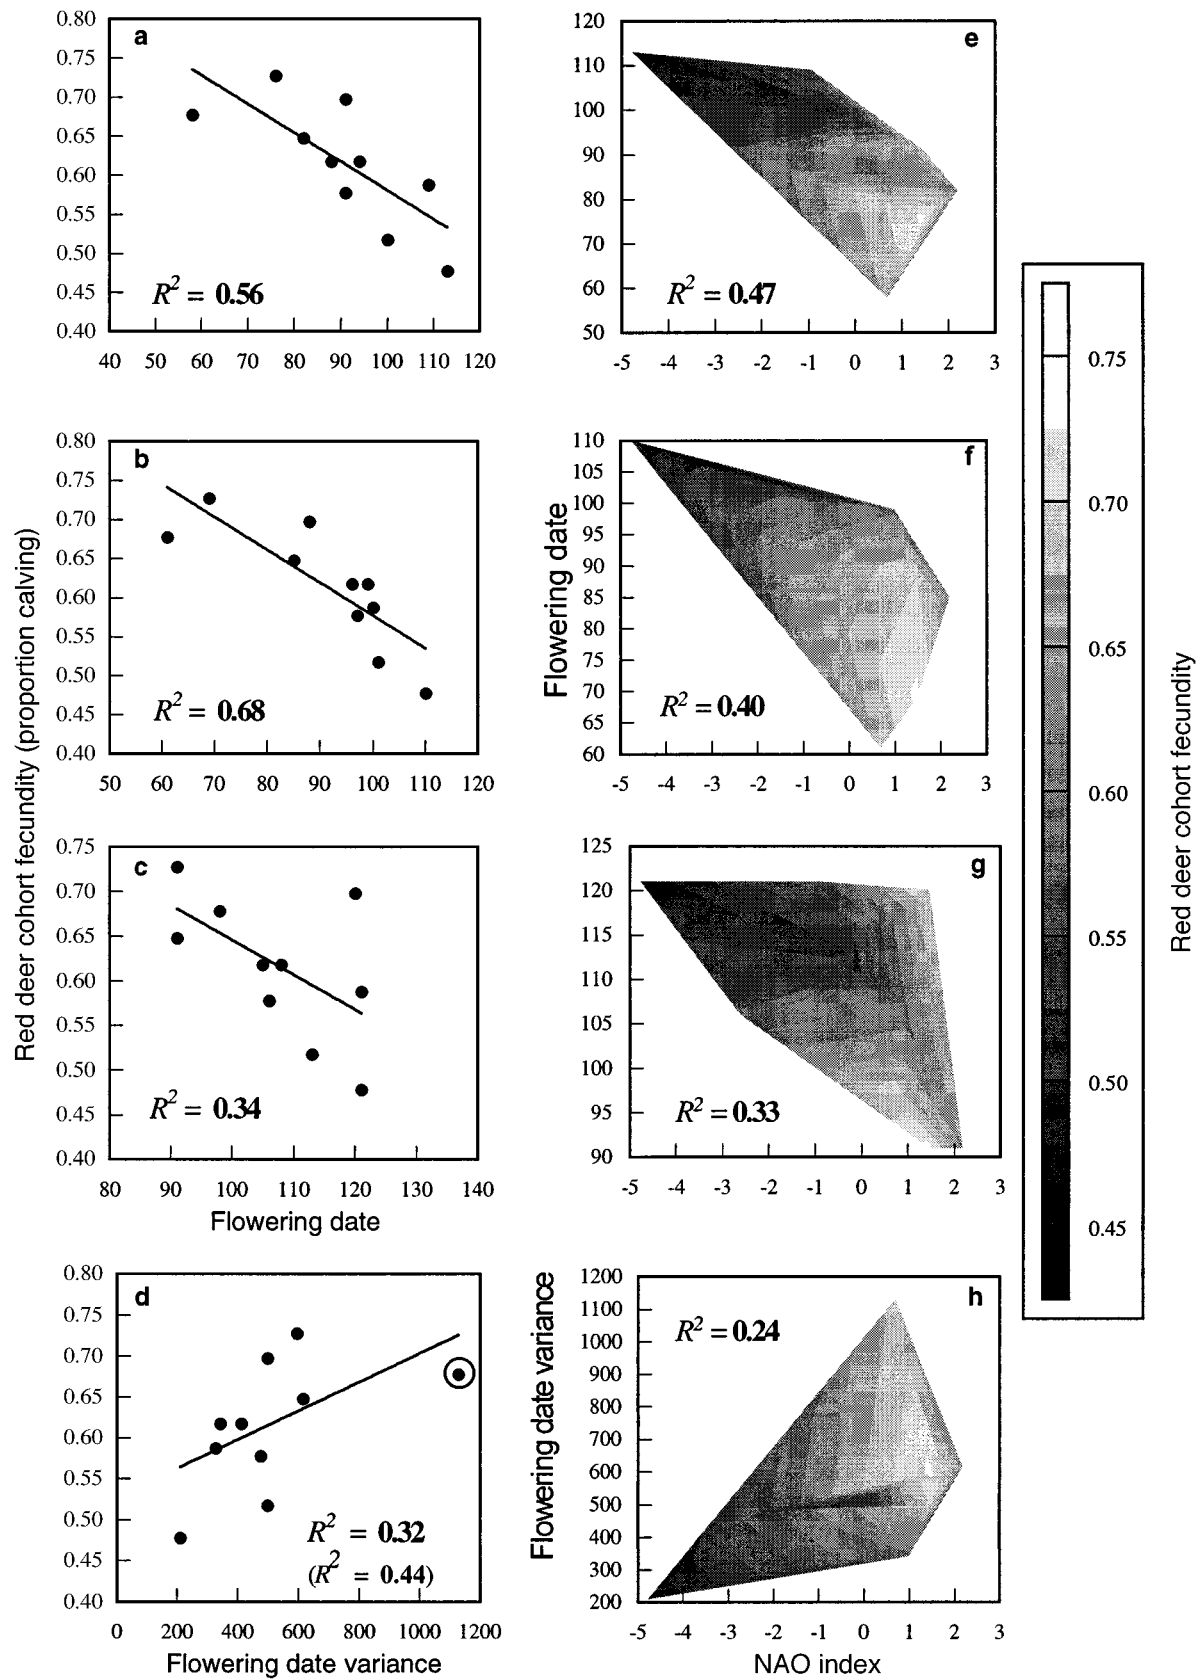 a
0.80
0.75
0.70
0.65
0.60
0.55
0.50
0.45
0.40
R² = 0.56
40 50 60 70 80 90 100 110 120
b
0.80
0.75
0.70
0.65
0.60
0.55
0.50
0.45
0.40
R² = 0.68
50 60 70 80 90 100 110 120
c
0.75
0.70
0.65
0.60
0.55
0.50
0.45
0.40
R² = 0.34
80 90 100 110 120 130 140
Flowering date
d
0.80
0.75
0.70
0.65
0.60
0.55
0.50
0.45
0.40
R² = 0.32
(R² = 0.44)
0 200 400 600 800 1000 1200
Flowering date variance
Red deer cohort fecundity (proportion calving)
e
120
110
100
90
80
70
60
50
R² = 0.47
-5 -4 -3 -2 -1 0 1 2 3
f
110
105
100
95
90
85
80
75
70
65
60
R² = 0.40
-5 -4 -3 -2 -1 0 1 2 3
Flowering date
g
125
120
115
110
105
100
95
90
R² = 0.33
-5 -4 -3 -2 -1 0 1 2 3
h
1200
1100
1000
900
800
700
600
500
400
300
200
R² = 0.24
-5 -4 -3 -2 -1 0 1 2 3
Flowering date variance
NAO index
0.75
0.70
0.65
0.60
0.55
0.50
0.45
Red deer cohort fecundity